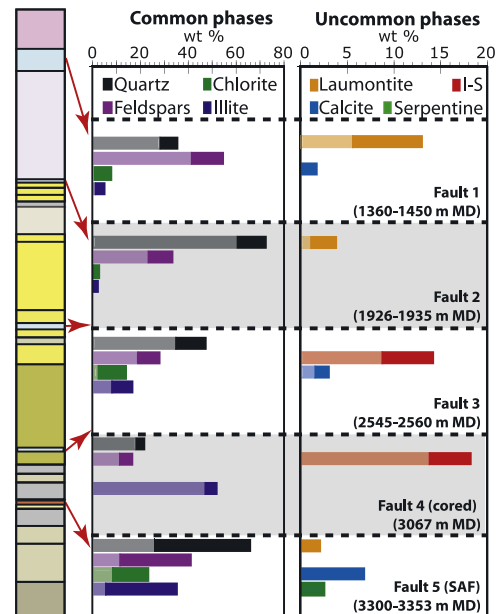 Common phases
wt %
0 20 40 60 80
Quartz Chlorite
Feldspars Illite
Uncommon phases
wt %
0 5 10 15 20
Laumontite I-S
Calcite Serpentine
Fault 1
(1360-1450 m MD)
Fault 2
(1926-1935 m MD)
Fault 3
(2545-2560 m MD)
Fault 4 (cored)
(3067 m MD)
Fault 5 (SAF)
(3300-3353 m MD)